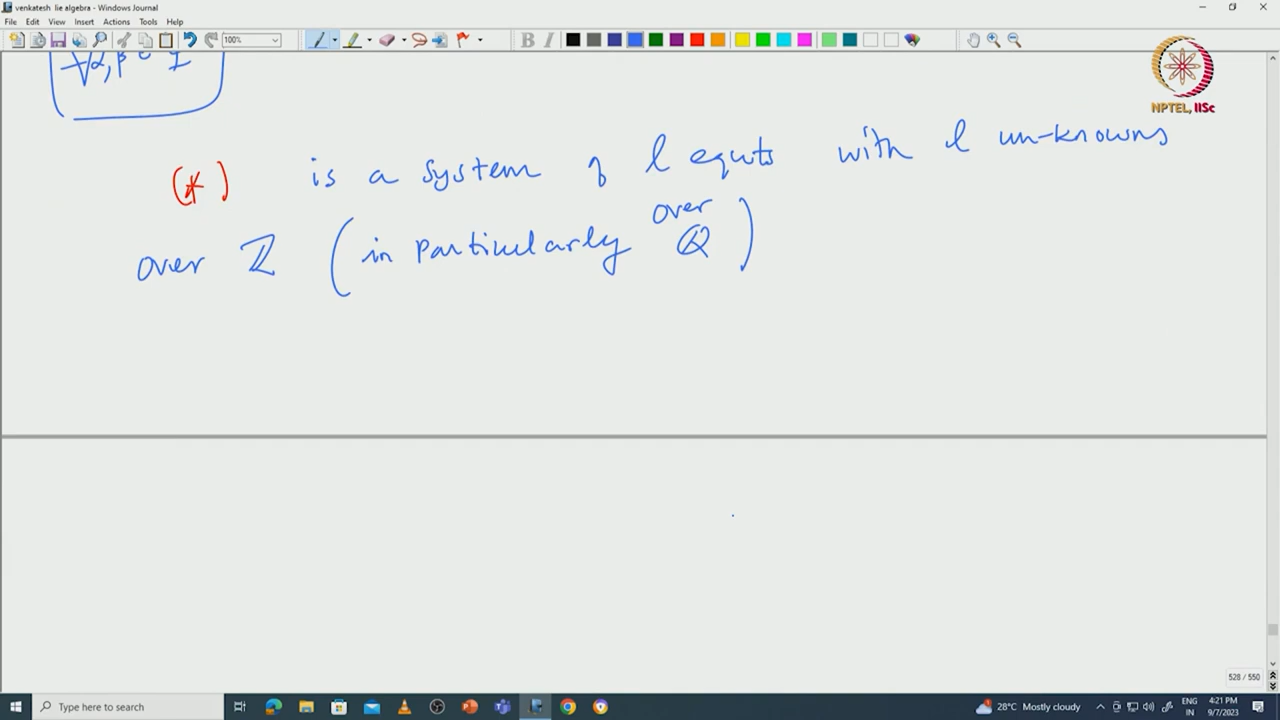 venkatesh lie algebra - Windows Journal
File Edit View Insert Actions Tools Help
100%
B I
NPTEL, IISc
∀α, β ∈ Φ
(*) is a system of l equts with l un-knowns
over ℤ (in particularly over ℚ)
528 / 550
Type here to search
28°C Mostly cloudy
ENG
IN
4:21 PM
9/7/2023